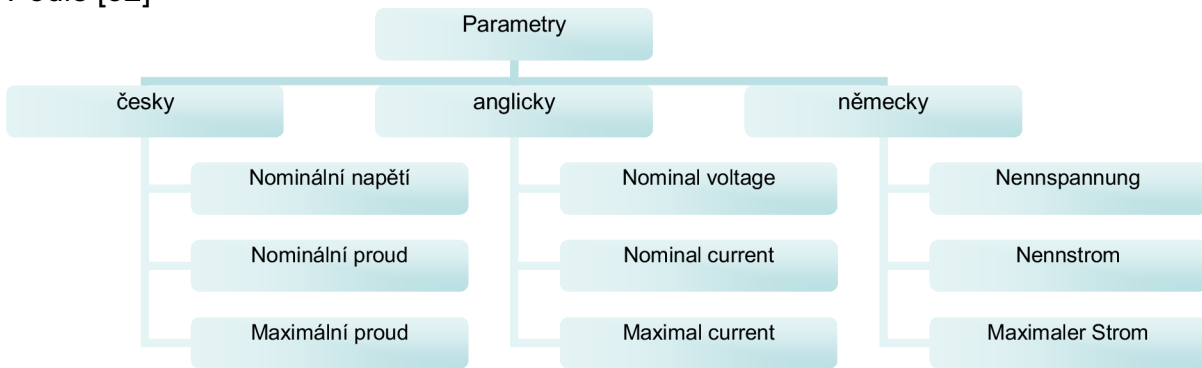 Parametry
česky
anglicky
německy
Nominální napětí
Nominal voltage
Nennspannung
Nominální proud
Nominal current
Nennstrom
Maximální proud
Maximal current
Maximaler Strom